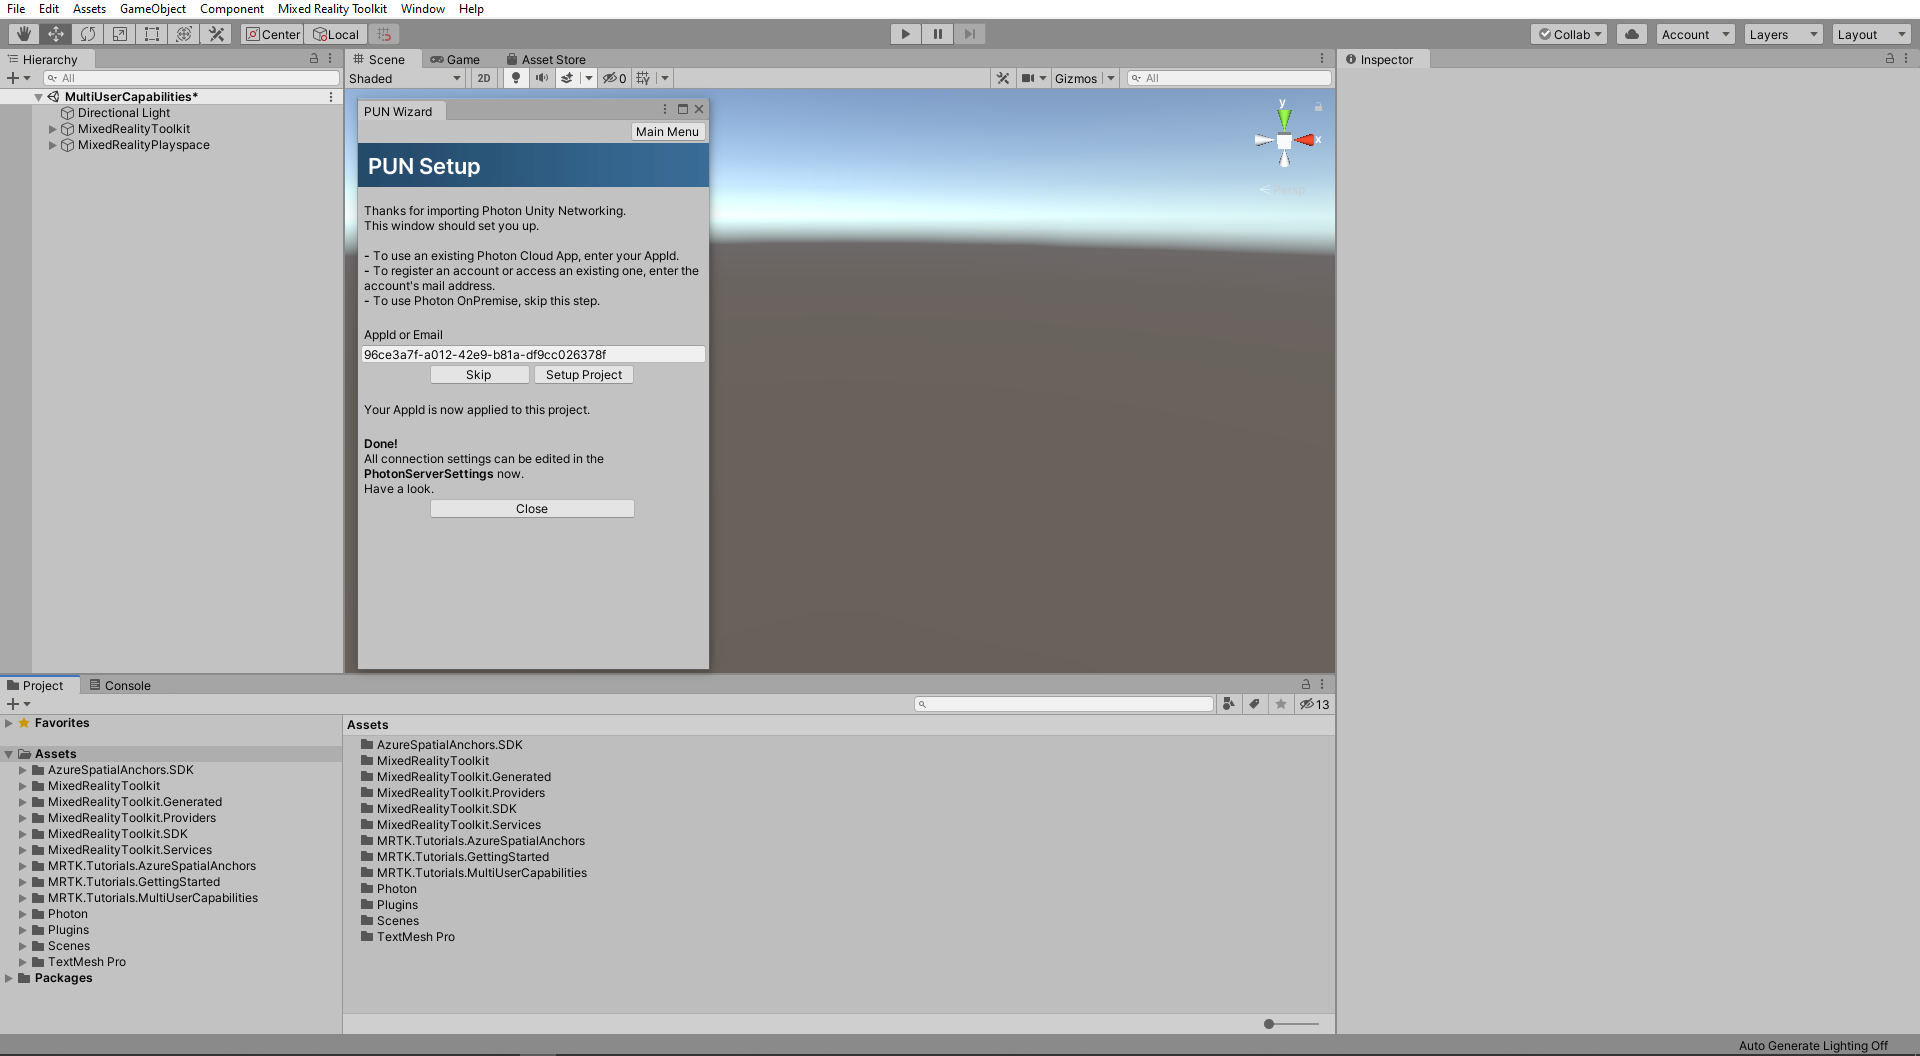 File Edit Assets GameObject Component Mixed Reality Toolkit Window Help
Center Local Collab Account Layers Layout
Hierarchy
All
MultiUserCapabilities*
Directional Light
MixedRealityToolkit
MixedRealityPlayspace
Scene Game Asset Store
Shaded 2D 0 Gizmos All
y
x
Persp
PUN Wizard
Main Menu
PUN Setup
Thanks for importing Photon Unity Networking.
This window should set you up.
- To use an existing Photon Cloud App, enter your AppId.
- To register an account or access an existing one, enter the
account's mail address.
- To use Photon OnPremise, skip this step.
AppId or Email
96ce3a7f-a012-42e9-b81a-df9cc026378f
Skip Setup Project
Your AppId is now applied to this project.
Done!
All connection settings can be edited in the
PhotonServerSettings now.
Have a look.
Close
Inspector
Project Console
13
Favorites
Assets
AzureSpatialAnchors.SDK
MixedRealityToolkit
MixedRealityToolkit.Generated
MixedRealityToolkit.Providers
MixedRealityToolkit.SDK
MixedRealityToolkit.Services
MRTK.Tutorials.AzureSpatialAnchors
MRTK.Tutorials.GettingStarted
MRTK.Tutorials.MultiUserCapabilities
Photon
Plugins
Scenes
TextMesh Pro
Packages
Assets
AzureSpatialAnchors.SDK
MixedRealityToolkit
MixedRealityToolkit.Generated
MixedRealityToolkit.Providers
MixedRealityToolkit.SDK
MixedRealityToolkit.Services
MRTK.Tutorials.AzureSpatialAnchors
MRTK.Tutorials.GettingStarted
MRTK.Tutorials.MultiUserCapabilities
Photon
Plugins
Scenes
TextMesh Pro
Auto Generate Lighting Off